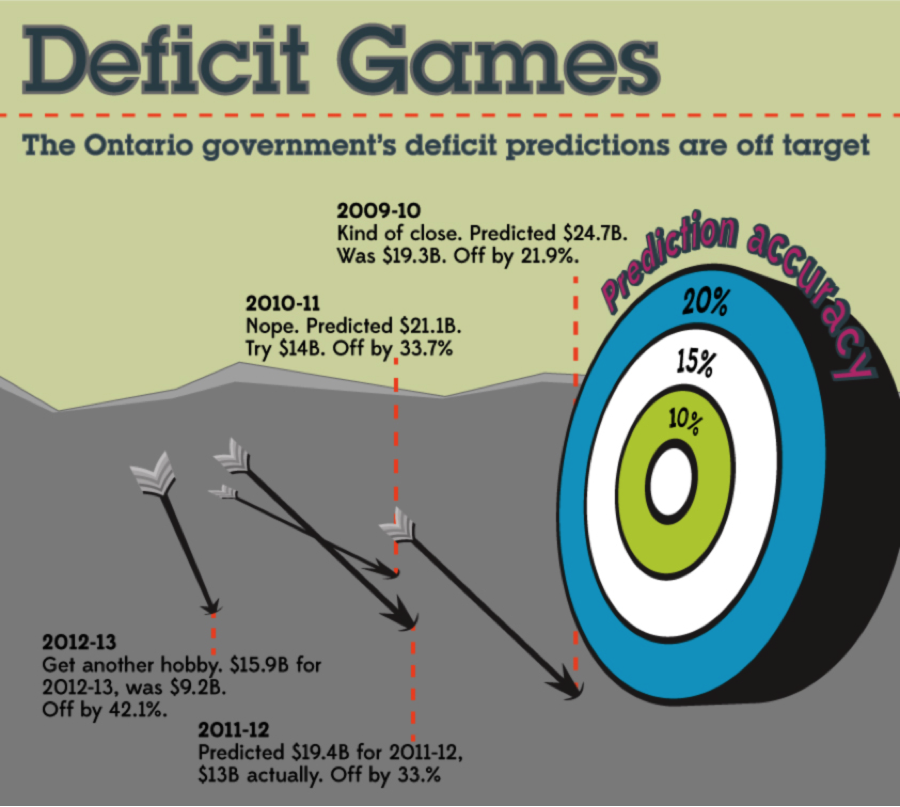 Deficit Games
The Ontario government's deficit predictions are off target
2009-10
Kind of close. Predicted $24.7B.
Was $19.3B. Off by 21.9%.
Prediction accuracy
2010-11
Nope. Predicted $21.1B.
Try $14B. Off by 33.7%
20%
15%
10%
2012-13
Get another hobby. $15.9B for
2012-13, was $9.2B.
Off by 42.1%.
2011-12
Predicted $19.4B for 2011-12,
$13B actually. Off by 33.%